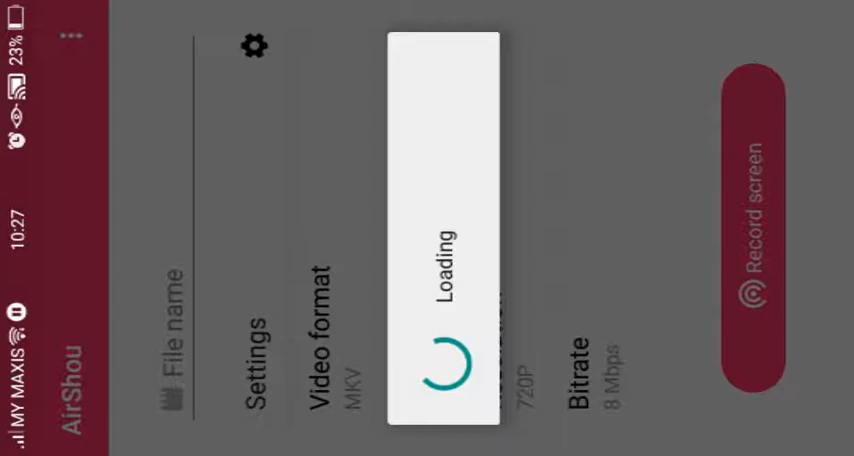 MY MAXIS 10:27 23%
AirShou
File name
Settings
Video format
MKV
Loading
720P
Bitrate
8 Mbps
Record screen